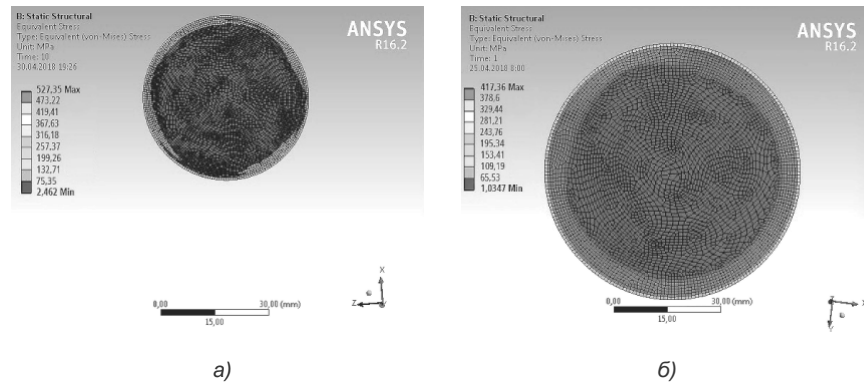 B: Static Structural
Equivalent Stress
Type: Equivalent (von-Mises) Stress
Unit: MPa
Time: 10
30.04.2018 19:26
527,35 Max
473,22
419,41
367,63
316,18
257,37
199,26
132,71
75,35
2,462 Min
ANSYS
R16.2
0,00
30,00 (mm)
15,00
X
Z
Y
а)
B: Static Structural
Equivalent Stress
Type: Equivalent (von-Mises) Stress
Unit: MPa
Time: 1
25.04.2018 8:00
417,36 Max
378,6
329,44
281,21
243,76
195,34
153,41
109,19
65,53
1,0347 Min
ANSYS
R16.2
0,00
30,00 (mm)
15,00
Z
X
Y
б)